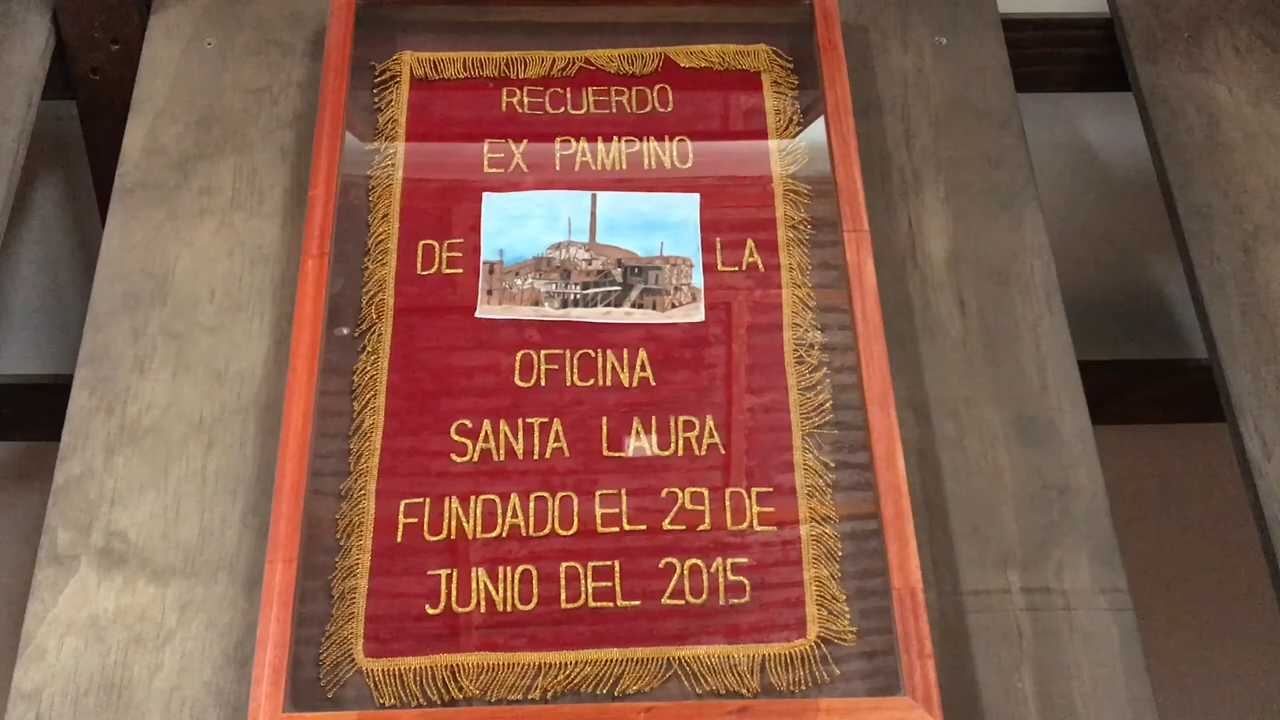 RECUERDO
EX PAMPINO
DE LA
OFICINA
SANTA LAURA
FUNDADO EL 29 DE
JUNIO DEL 2015